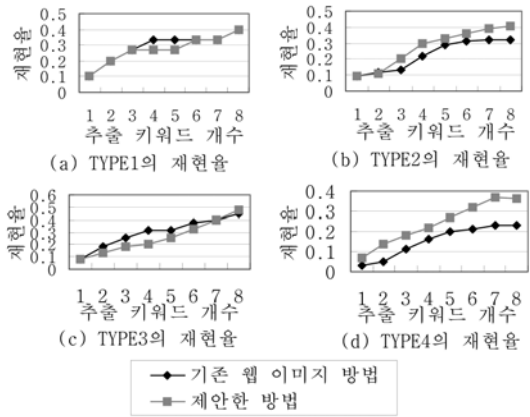 재현율
0.5
0.4
0.3
0.2
0.1
0
1 2 3 4 5 6 7 8
추출 키워드 개수
(a) TYPE1의 재현율
재현율
0.5
0.4
0.3
0.2
0.1
0
1 2 3 4 5 6 7 8
추출 키워드 개수
(b) TYPE2의 재현율
재현율
0.6
0.5
0.4
0.3
0.2
0.1
0
1 2 3 4 5 6 7 8
추출 키워드 개수
(c) TYPE3의 재현율
재현율
0.4
0.3
0.2
0.1
0
1 2 3 4 5 6 7 8
추출 키워드 개수
(d) TYPE4의 재현율
기존 웹 이미지 방법
제안한 방법